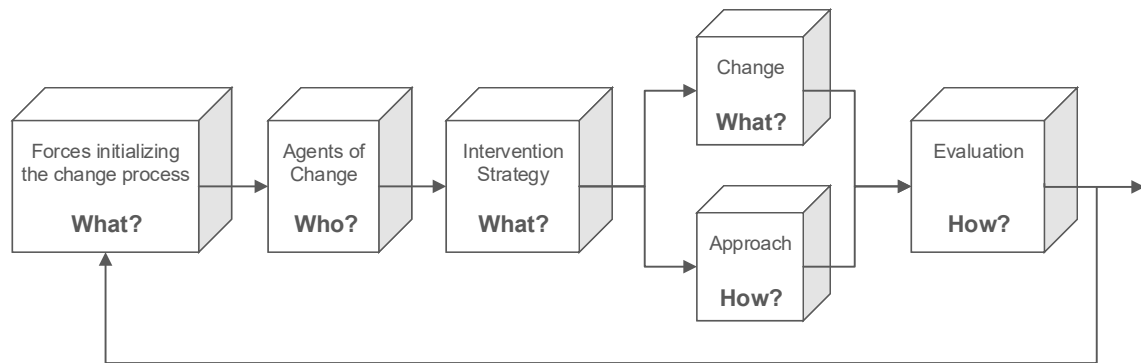 Forces initializing
the change process
What?
Agents of
Change
Who?
Intervention
Strategy
What?
Change
What?
Approach
How?
Evaluation
How?